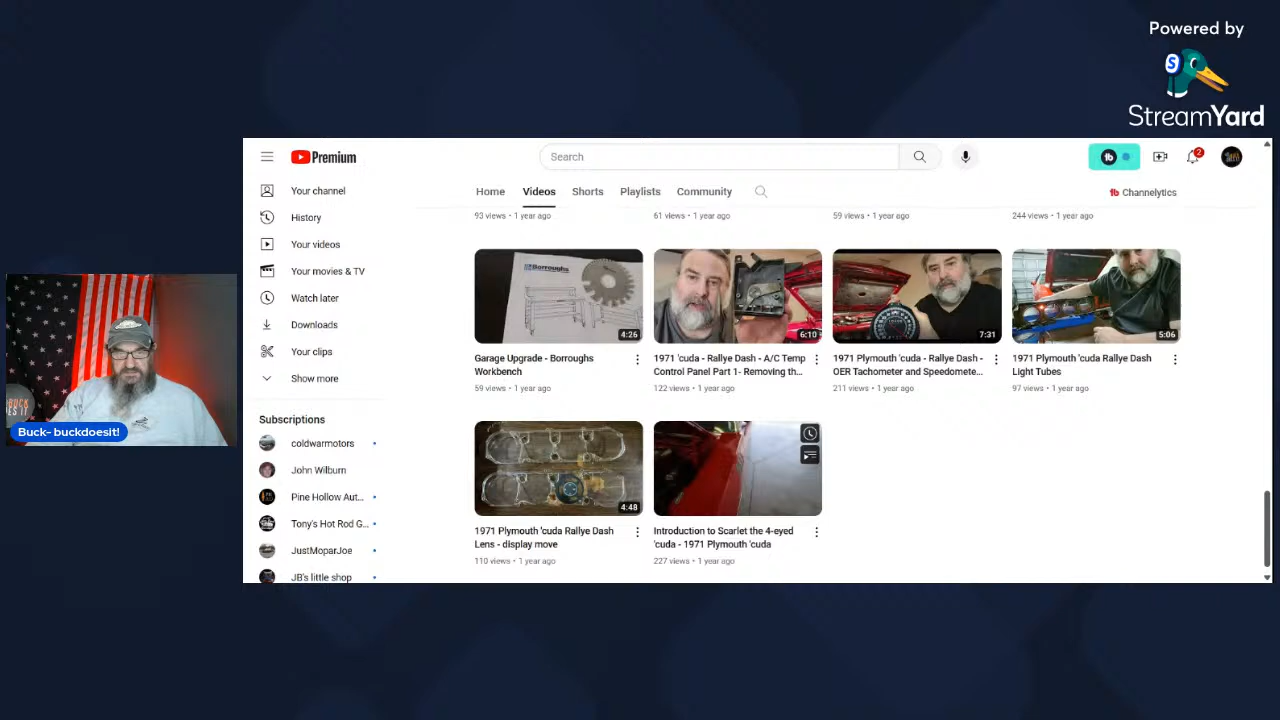 Powered by
StreamYard
Premium
Search
2
Your channel
History
Your videos
Your movies & TV
Watch later
Downloads
Your clips
Show more
Subscriptions
coldwarmotors
John Wilburn
Pine Hollow Aut...
Tony's Hot Rod G...
JustMoparJoe
JB's little shop
Home
Videos
Shorts
Playlists
Community
Channelytics
93 views • 1 year ago
61 views • 1 year ago
59 views • 1 year ago
244 views • 1 year ago
Borroughs
4:26
6:10
7:31
5:06
Garage Upgrade - Borroughs
Workbench
59 views • 1 year ago
1971 'cuda - Rallye Dash - A/C Temp
Control Panel Part 1- Removing th...
122 views • 1 year ago
1971 Plymouth 'cuda - Rallye Dash -
OER Tachometer and Speedomete...
211 views • 1 year ago
1971 Plymouth 'cuda Rallye Dash
Light Tubes
97 views • 1 year ago
4:48
1971 Plymouth 'cuda Rallye Dash
Lens - display move
110 views • 1 year ago
Introduction to Scarlet the 4-eyed
'cuda - 1971 Plymouth 'cuda
227 views • 1 year ago
Buck- buckdoesit!